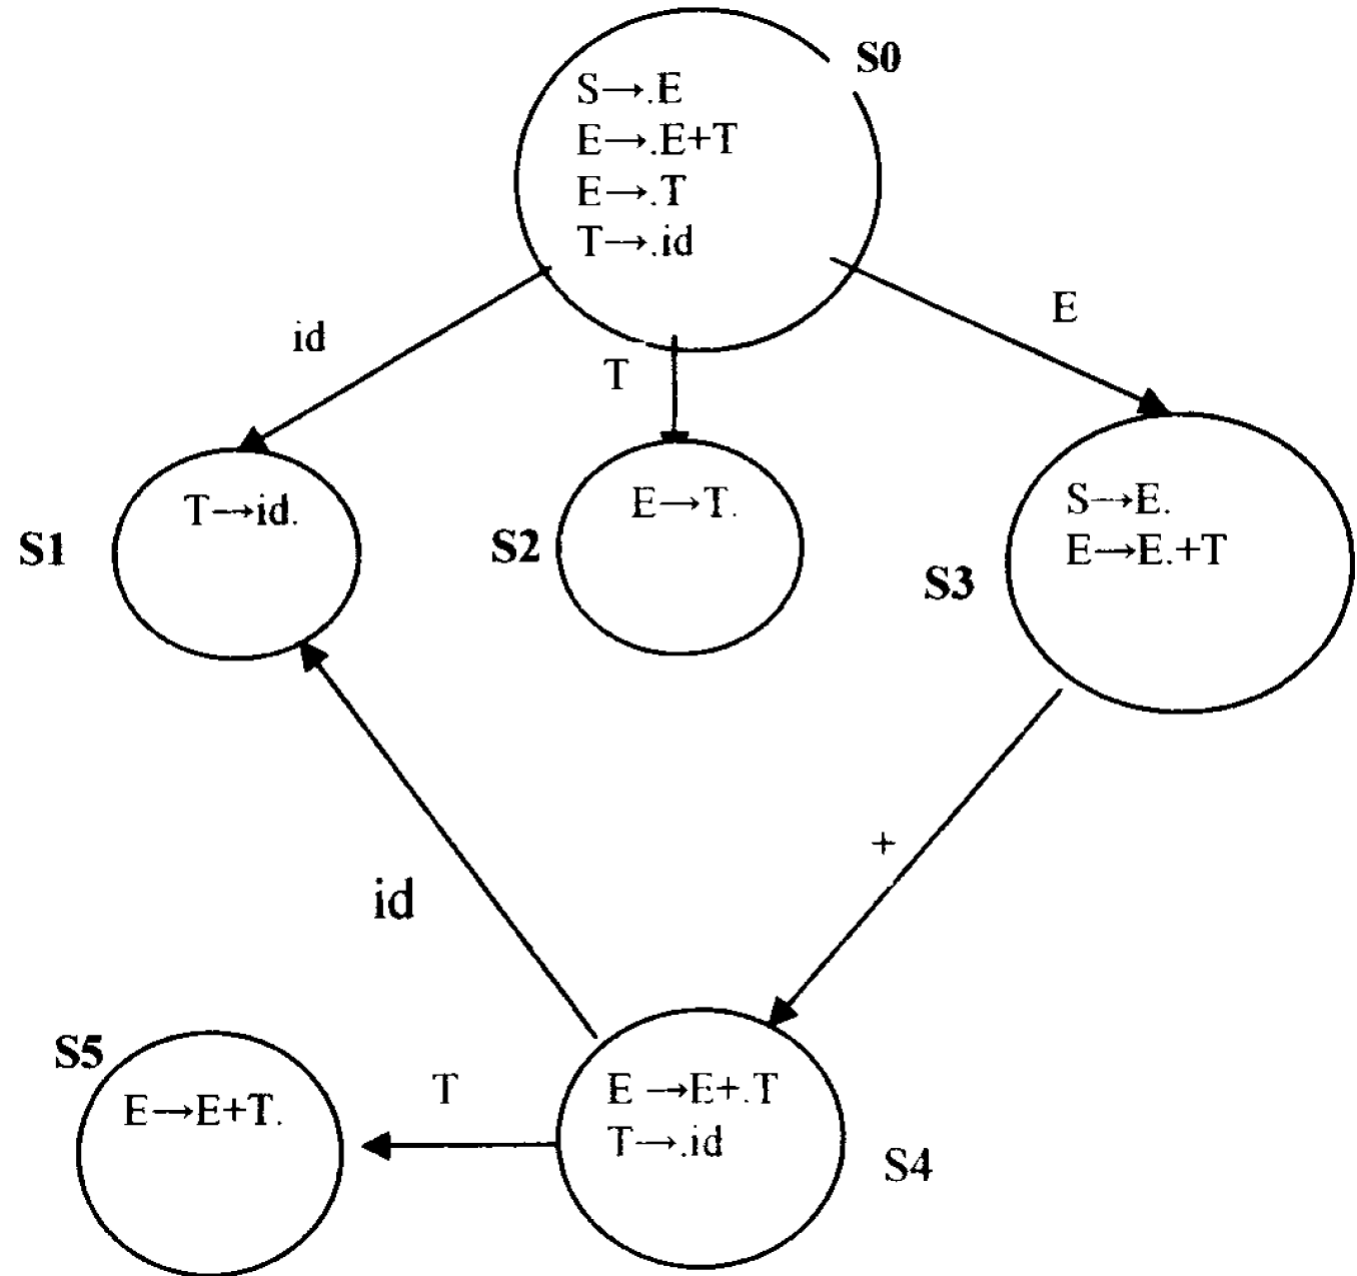 S0
S→.E
E→.E+T
E→.T
T→.id
id
T
E
S1
T→id.
S2
E→T.
S3
S→E.
E→E.+T
+
id
S5
E→E+T.
T
E→E+.T
T→.id
S4